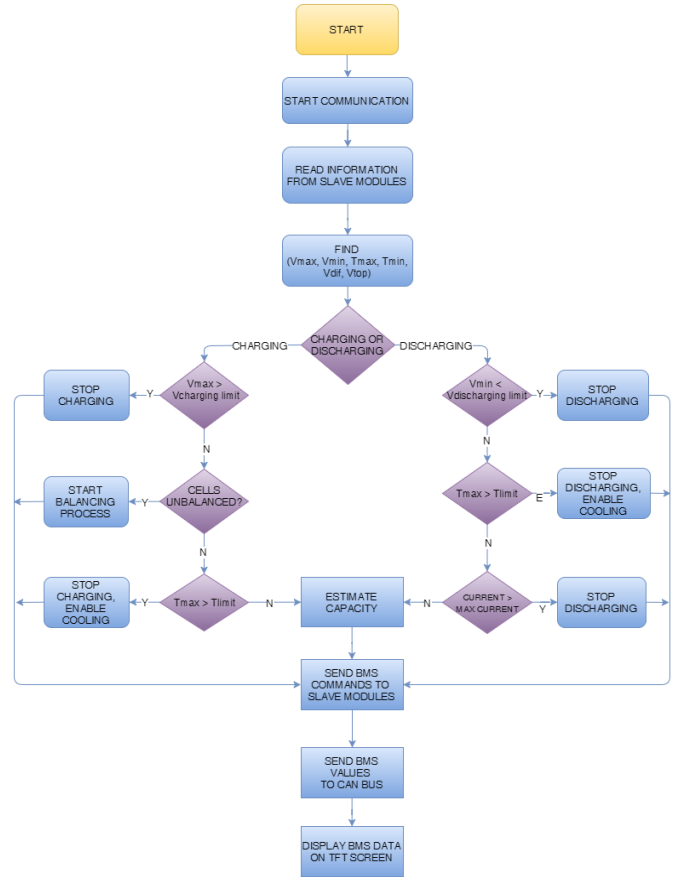 START
START COMMUNICATION
READ INFORMATION
FROM SLAVE MODULES
FIND
(Vmax, Vmin, Tmax, Tmin,
Vdif, Vtop)
CHARGING OR
DISCHARGING
CHARGING
DISCHARGING
Vmax >
Vcharging limit
Y
STOP
CHARGING
N
CELLS
UNBALANCED?
Y
START
BALANCING
PROCESS
N
Tmax > Tlimit
Y
STOP
CHARGING,
ENABLE
COOLING
N
Vmin <
Vdischarging limit
Y
STOP
DISCHARGING
N
Tmax > Tlimit
E
STOP
DISCHARGING,
ENABLE
COOLING
N
CURRENT >
MAX CURRENT
Y
STOP
DISCHARGING
N
ESTIMATE
CAPACITY
SEND BMS
COMMANDS TO
SLAVE MODULES
SEND BMS
VALUES
TO CAN BUS
DISPLAY BMS DATA
ON TFT SCREEN